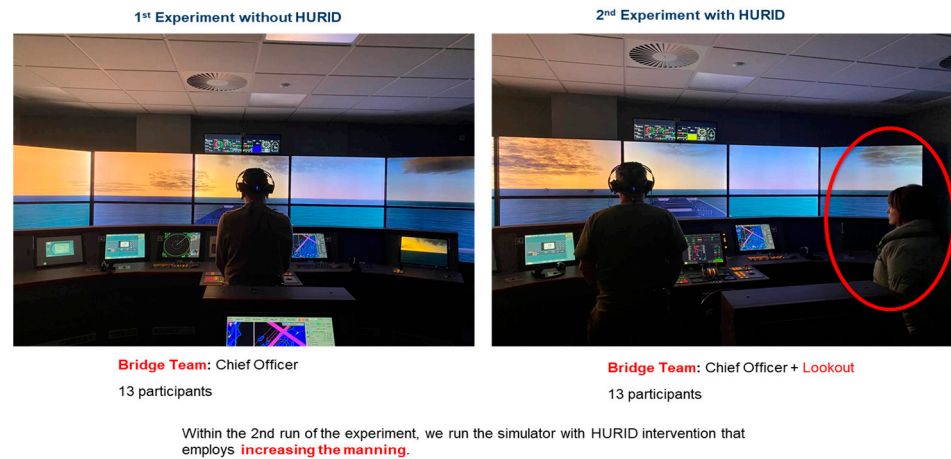 1st Experiment without HURID
2nd Experiment with HURID
Bridge Team: Chief Officer
13 participants
Bridge Team: Chief Officer + Lookout
13 participants
Within the 2nd run of the experiment, we run the simulator with HURID intervention that
employs increasing the manning.